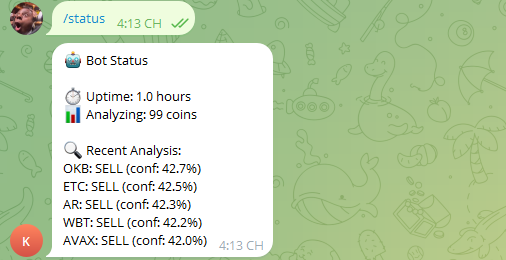 /status
4:13 CH
Bot Status
Uptime: 1.0 hours
Analyzing: 99 coins
Recent Analysis:
OKB: SELL (conf: 42.7%)
ETC: SELL (conf: 42.5%)
AR: SELL (conf: 42.3%)
WBT: SELL (conf: 42.2%)
AVAX: SELL (conf: 42.0%)
4:13 CH
K